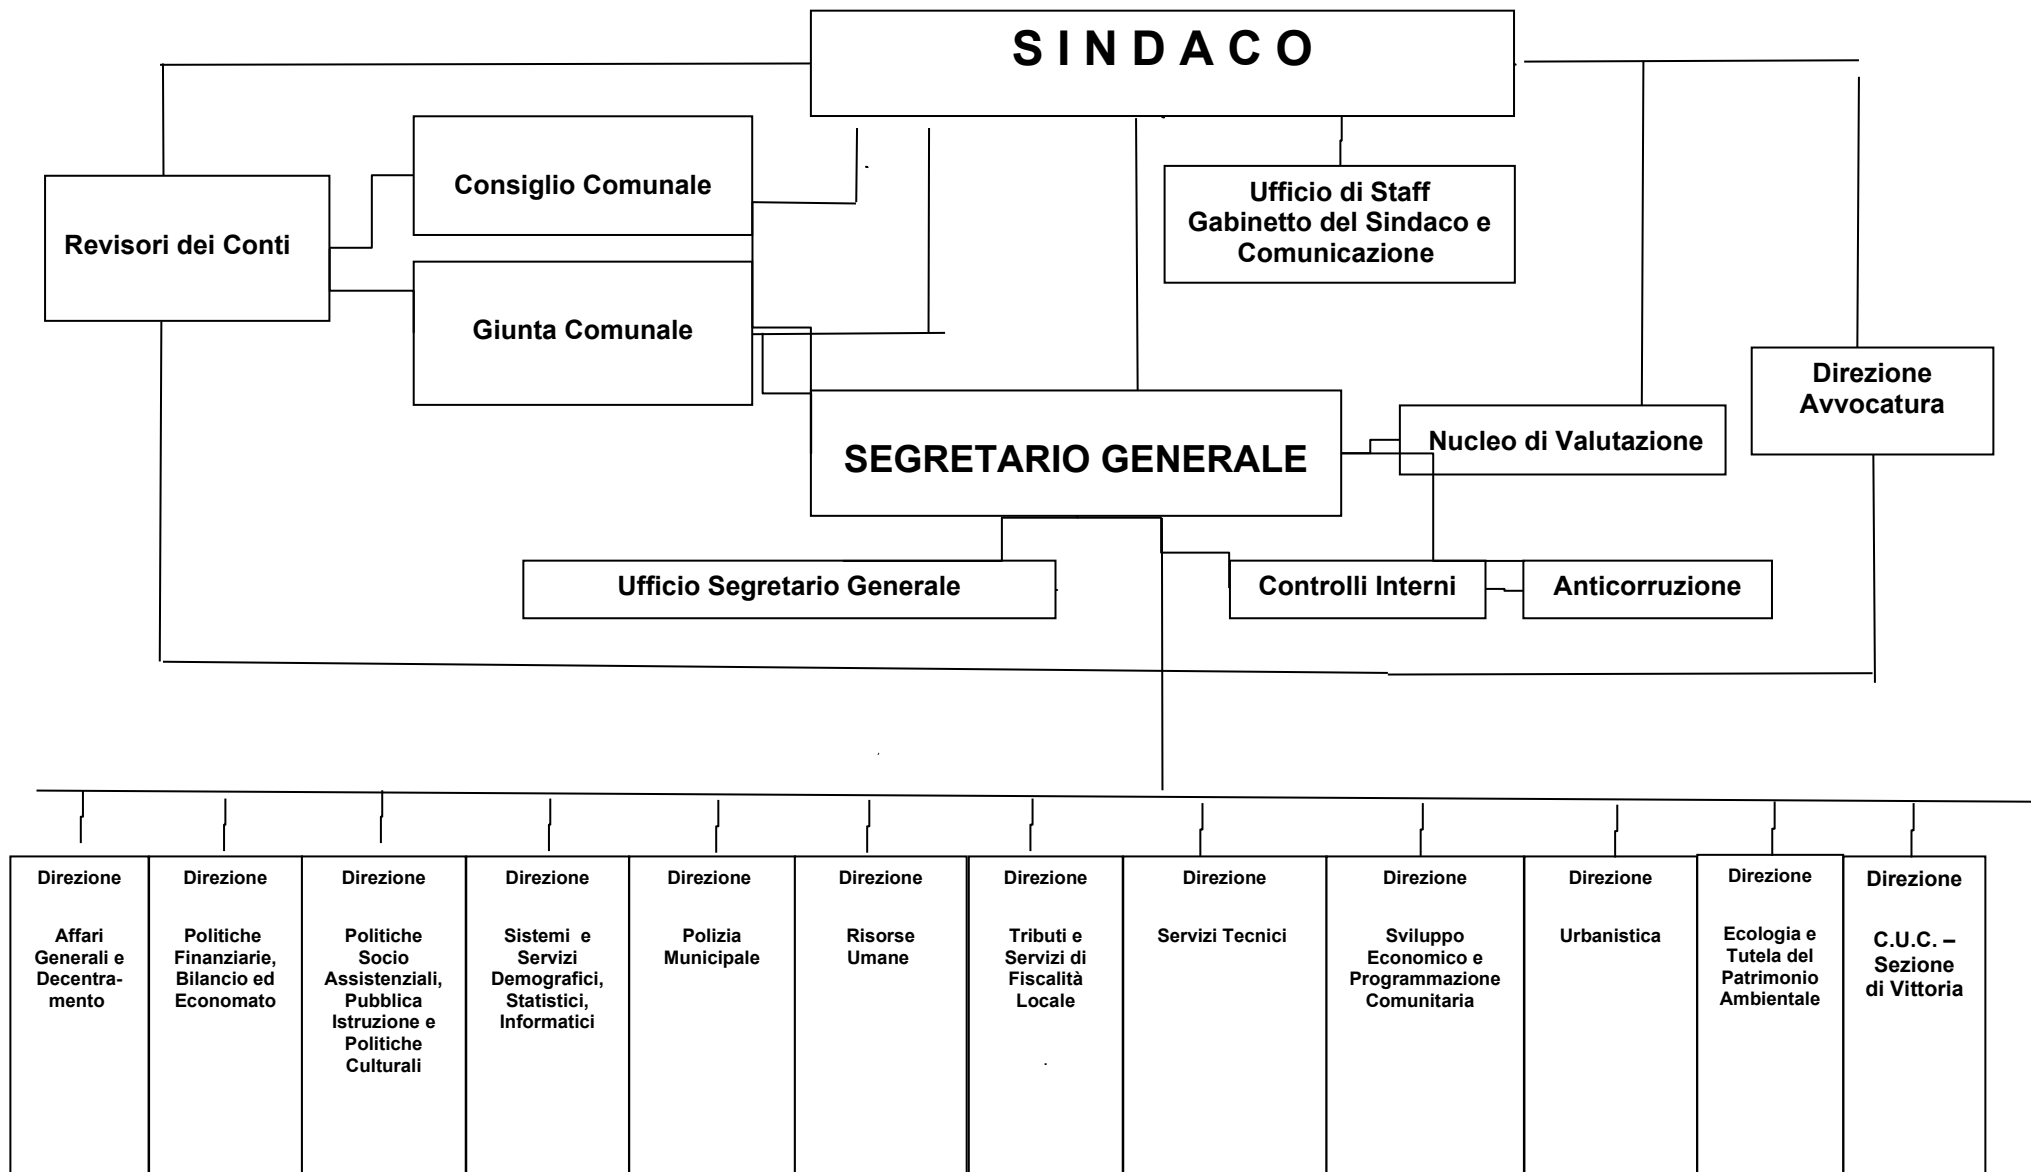 S I N D A C O
Consiglio Comunale
Ufficio di Staff
Gabinetto del Sindaco e
Comunicazione
Revisori dei Conti
Giunta Comunale
Direzione
Avvocatura
SEGRETARIO GENERALE
Nucleo di Valutazione
Ufficio Segretario Generale
Controlli Interni
Anticorruzione
Direzione
Affari
Generali e
Decentra-
mento
Direzione
Politiche
Finanziarie,
Bilancio ed
Economato
Direzione
Politiche
Socio
Assistenziali,
Pubblica
Istruzione e
Politiche
Culturali
Direzione
Sistemi e
Servizi
Demografici,
Statistici,
Informatici
Direzione
Polizia
Municipale
Direzione
Risorse
Umane
Direzione
Tributi e
Servizi di
Fiscalità
Locale
Direzione
Servizi Tecnici
Direzione
Sviluppo
Economico e
Programmazione
Comunitaria
Direzione
Urbanistica
Direzione
Ecologia e
Tutela del
Patrimonio
Ambientale
Direzione
C.U.C. –
Sezione
di Vittoria